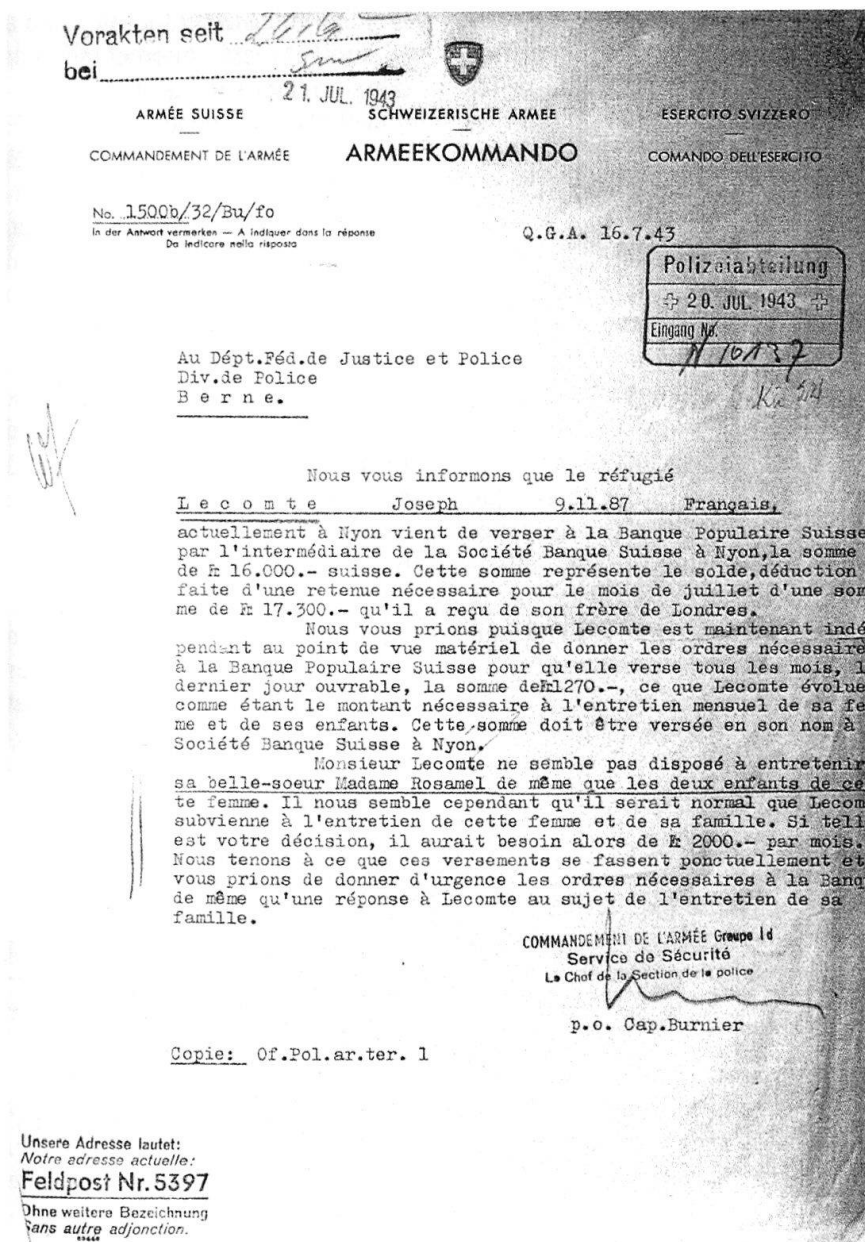 Vorakten seit
bei
21. JUL. 1943
ARMÉE SUISSE
COMMANDEMENT DE L'ARMÉE
SCHWEIZERISCHE ARMEE
ARMEEKOMMANDO
ESERCITO SVIZZERO
COMANDO DELL'ESERCITO
No. 1500b/32/Bu/fo
In der Antwort vermerken — A indiquer dans la réponse
Da indicare nella risposta
Q.G.A. 16.7.43
Polizeiabteilung
20. JUL. 1943
Eingang No.
N 10137
Au Dépt.Féd.de Justice et Police
Div.de Police
B e r n e.
Nous vous informons que le réfugié
L e c o m t e Joseph 9.11.87 Français,
actuellement à Nyon vient de verser à la Banque Populaire Suisse
par l'intermédiaire de la Société Banque Suisse à Nyon,la somme
de Fr 16.000.- suisse. Cette somme représente le solde,déduction
faite d'une retenue nécessaire pour le mois de juillet d'une som
me de Fr 17.300.- qu'il a reçu de son frère de Londres.
Nous vous prions puisque Lecomte est maintenant indé
pendant au point de vue matériel de donner les ordres nécessaire
à la Banque Populaire Suisse pour qu'elle verse tous les mois, l
dernier jour ouvrable, la somme deFr1270.-, ce que Lecomte évolue
comme étant le montant nécessaire à l'entretien mensuel de sa fe
me et de ses enfants. Cette somme doit être versée en son nom à
Société Banque Suisse à Nyon.
Monsieur Lecomte ne semble pas disposé à entretenir
sa belle-soeur Madame Rosamel de même que les deux enfants de ce
te femme. Il nous semble cependant qu'il serait normal que Lecom
subvienne à l'entretien de cette femme et de sa famille. Si tell
est votre décision, il aurait besoin alors de Fr 2000.- par mois.
Nous tenons à ce que ces versements se fassent ponctuellement et
vous prions de donner d'urgence les ordres nécessaires à la Banq
de même qu'une réponse à Lecomte au sujet de l'entretien de sa
famille.
COMMANDEMENT DE L'ARMÉE Groupe Id
Service de Sécurité
Le Chef de la Section de la police
p.o. Cap.Burnier
Copie: Of.Pol.ar.ter. 1
Unsere Adresse lautet:
Notre adresse actuelle:
Feldpost Nr. 5397
Ohne weitere Bezeichnung
Sans autre adjonction.